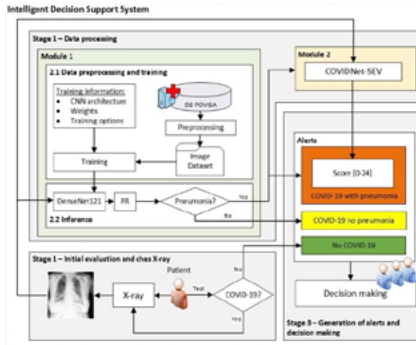 Intelligent Decision Support System
Stage 1 – Data processing
Module 1
2.1 Data preprocessing and training
Training information:
• CNN architecture
• Weights
• Training options
DE POVISA
Preprocessing
Image
Dataset
Training
DenseNet121
FR
Pneumonia?
Yes
No
2.2 Inference
Module 2
COVIDNet-SEV
Alerts
Score [0-24]
COVID-19 with pneumonia
COVID-19 no pneumonia
No COVID-19
Decision making
Stage 3 – Generation of alerts and
decision making
Stage 1 – Initial evaluation and ches X-ray
Patient
X-ray
Test
COVID-19?
No
Yes